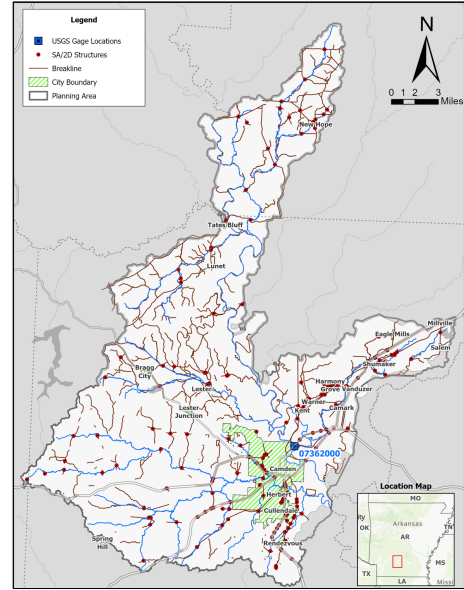 Legend
USGS Gage Locations
SA/2D Structures
Breakline
City Boundary
Planning Area
N
0 1 2 3
Miles
New Hope
Tates Bluff
Lunet
Millville
Eagle Mills
Salem
Shumaker
Bragg
City
Harmony
Grove Vanduzer
Lester
Warner
Kent
Camark
Lester
Junction
07362000
Camden
Herbert
Cullendale
Spring
Hill
Rendezvous
Location Map
MO
ity
OK
Arkansas
TN
AR
MS
TX
LA
Missi